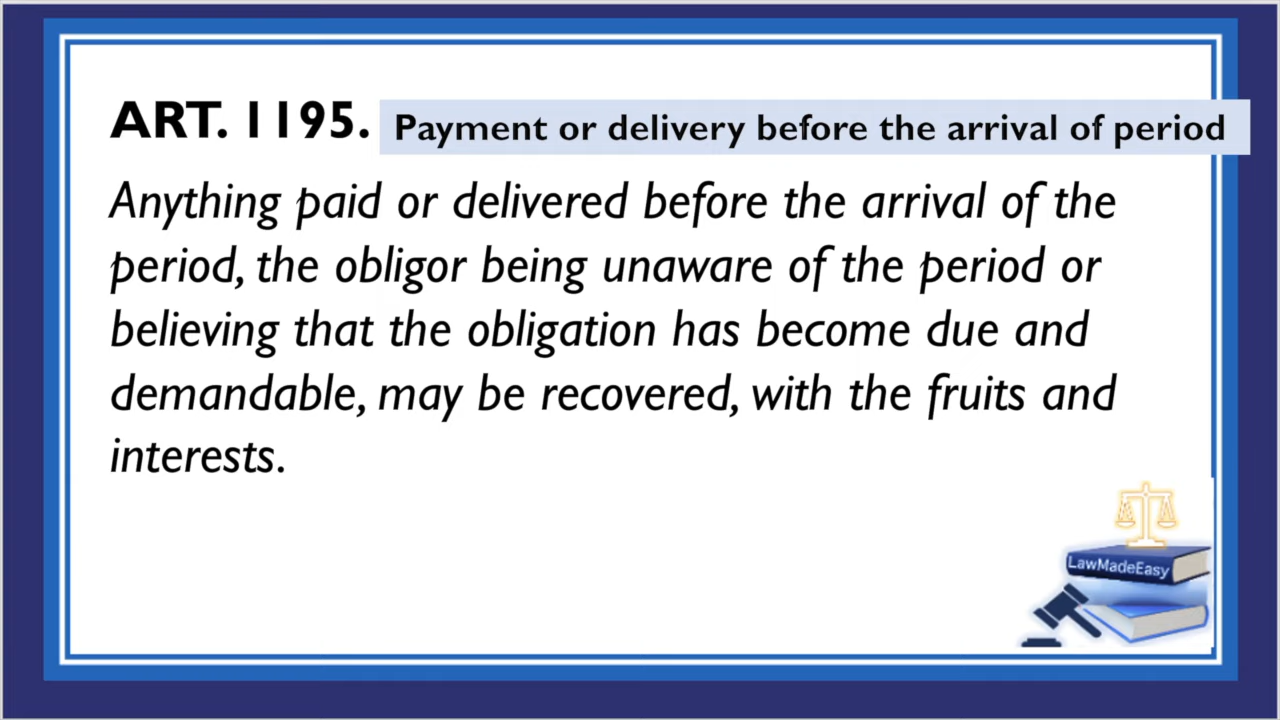 ART. 1195. Payment or delivery before the arrival of period
Anything paid or delivered before the arrival of the
period, the obligor being unaware of the period or
believing that the obligation has become due and
demandable, may be recovered, with the fruits and
interests.
LawMadeEasy